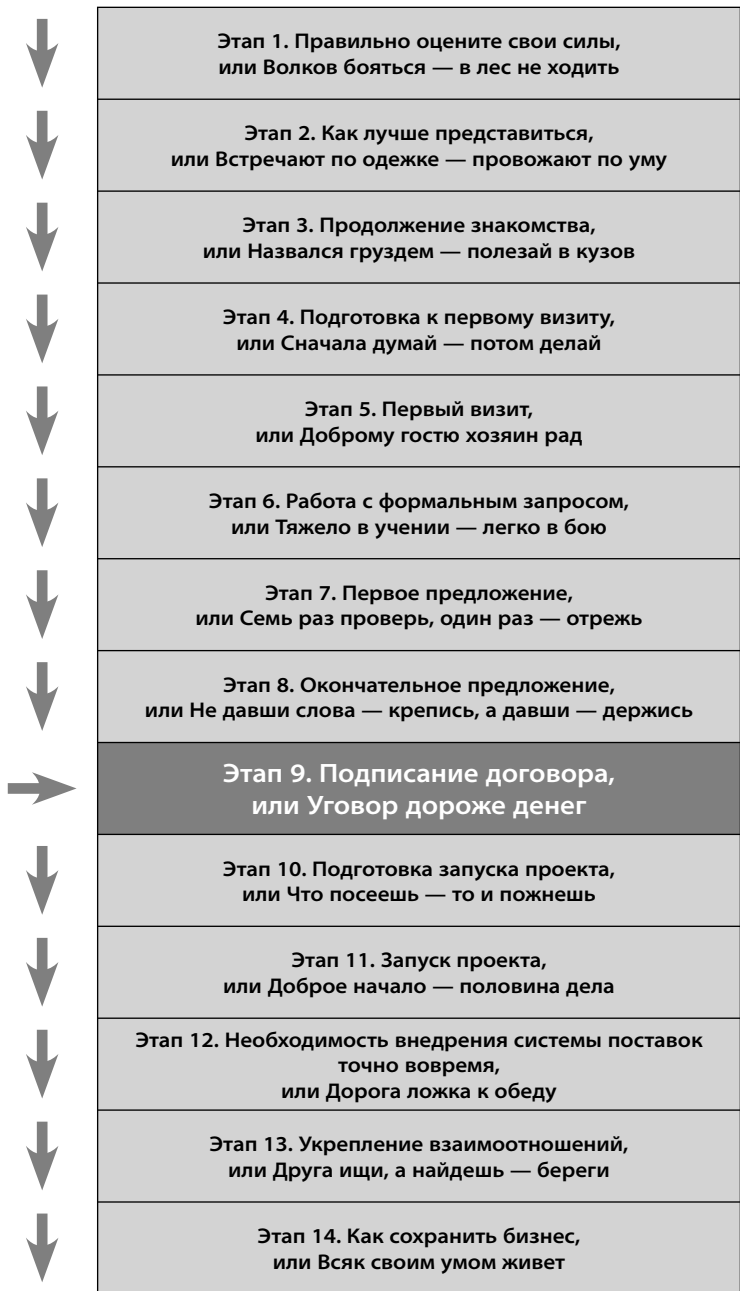 Этап 1. Правильно оцените свои силы,
или Волков бояться — в лес не ходить
Этап 2. Как лучше представиться,
или Встречают по одежке — провожают по уму
Этап 3. Продолжение знакомства,
или Назвался груздем — полезай в кузов
Этап 4. Подготовка к первому визиту,
или Сначала думай — потом делай
Этап 5. Первый визит,
или Доброму гостю хозяин рад
Этап 6. Работа с формальным запросом,
или Тяжело в учении — легко в бою
Этап 7. Первое предложение,
или Семь раз проверь, один раз — отрежь
Этап 8. Окончательное предложение,
или Не давши слова — крепись, а давши — держись
Этап 9. Подписание договора,
или Уговор дороже денег
Этап 10. Подготовка запуска проекта,
или Что посеешь — то и пожнешь
Этап 11. Запуск проекта,
или Доброе начало — половина дела
Этап 12. Необходимость внедрения системы поставок
точно вовремя,
или Дорога ложка к обеду
Этап 13. Укрепление взаимоотношений,
или Друга ищи, а найдешь — береги
Этап 14. Как сохранить бизнес,
или Всяк своим умом живет